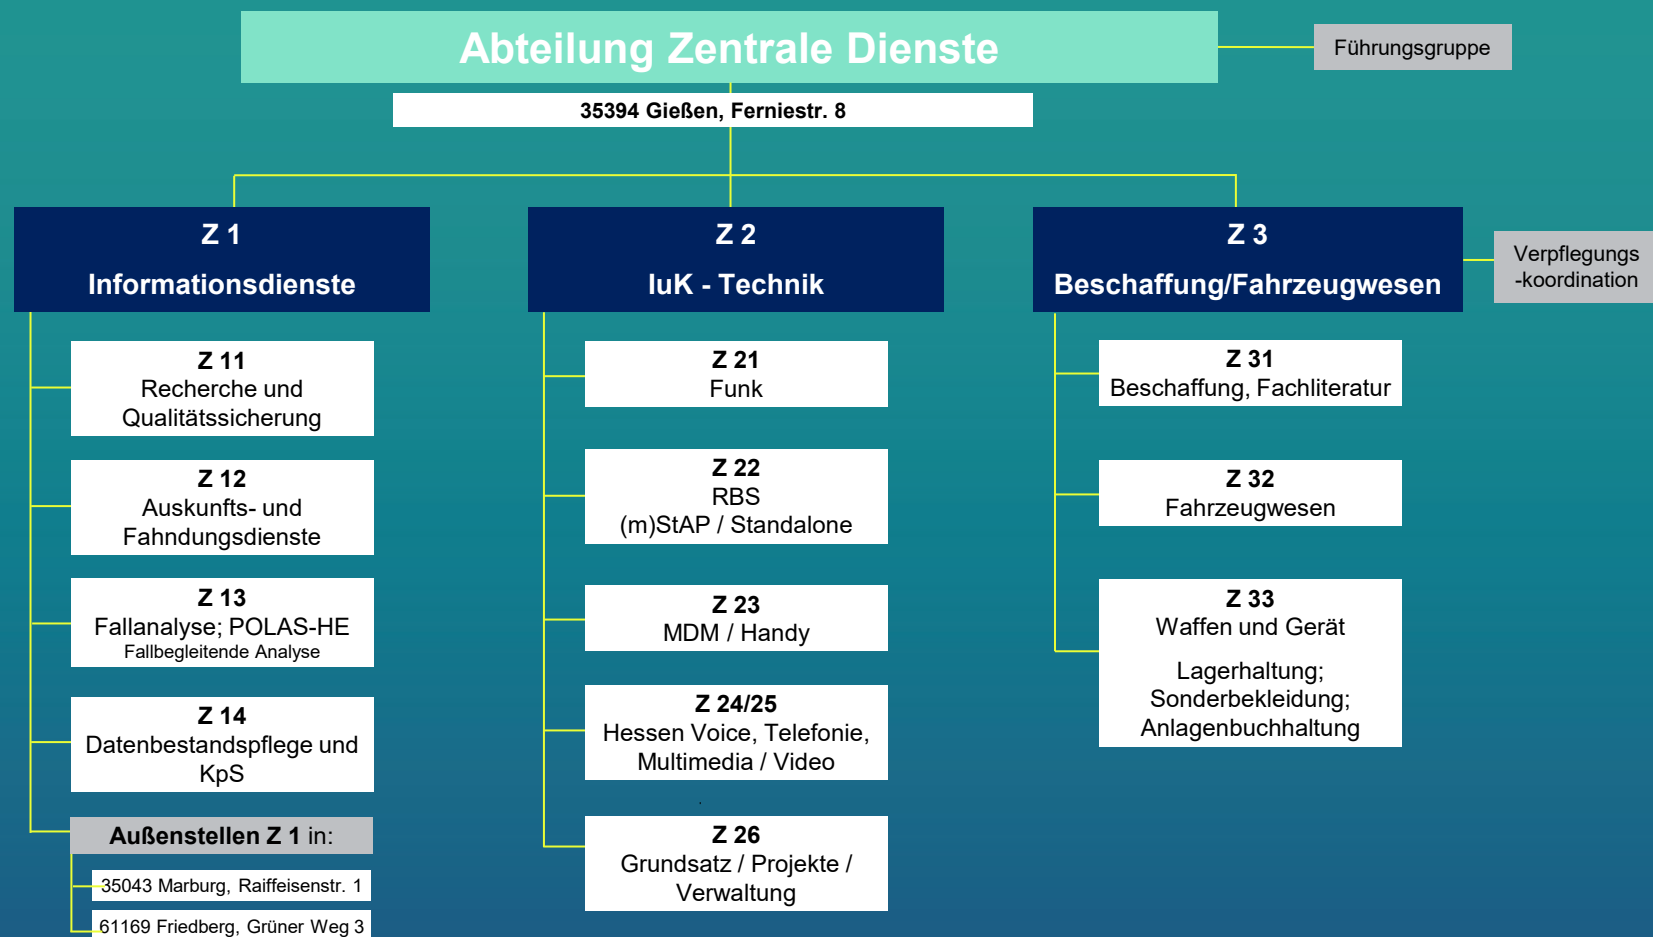 Abteilung Zentrale Dienste
Führungsgruppe
35394 Gießen, Ferniestr. 8
Z 1
Informationsdienste
Z 11
Recherche und
Qualitätssicherung
Z 12
Auskunfts- und
Fahndungsdienste
Z 13
Fallanalyse; POLAS-HE
Fallbegleitende Analyse
Z 14
Datenbestandspflege und
KpS
Außenstellen Z 1 in:
35043 Marburg, Raiffeisenstr. 1
61169 Friedberg, Grüner Weg 3
Z 2
IuK - Technik
Z 21
Funk
Z 22
RBS
(m)StAP / Standalone
Z 23
MDM / Handy
Z 24/25
Hessen Voice, Telefonie,
Multimedia / Video
Z 26
Grundsatz / Projekte /
Verwaltung
Z 3
Beschaffung/Fahrzeugwesen
Verpflegungs
-koordination
Z 31
Beschaffung, Fachliteratur
Z 32
Fahrzeugwesen
Z 33
Waffen und Gerät
Lagerhaltung;
Sonderbekleidung;
Anlagenbuchhaltung